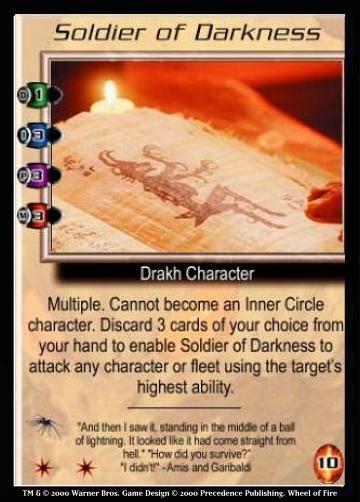 Soldier of Darkness
D 1
I 3
P 3
M 3
Drakh Character
Multiple. Cannot become an Inner Circle
character. Discard 3 cards of your choice from
your hand to enable Soldier of Darkness to
attack any character or fleet using the target's
highest ability.
"And then I saw it, standing in the middle of a ball
of lightning. It looked like it had come straight from
hell." "How did you survive?"
"I didn't!" - Amis and Garibaldi
10
TM & © 2000 Warner Bros. Game Design © 2000 Precedence Publishing. Wheel of Fire